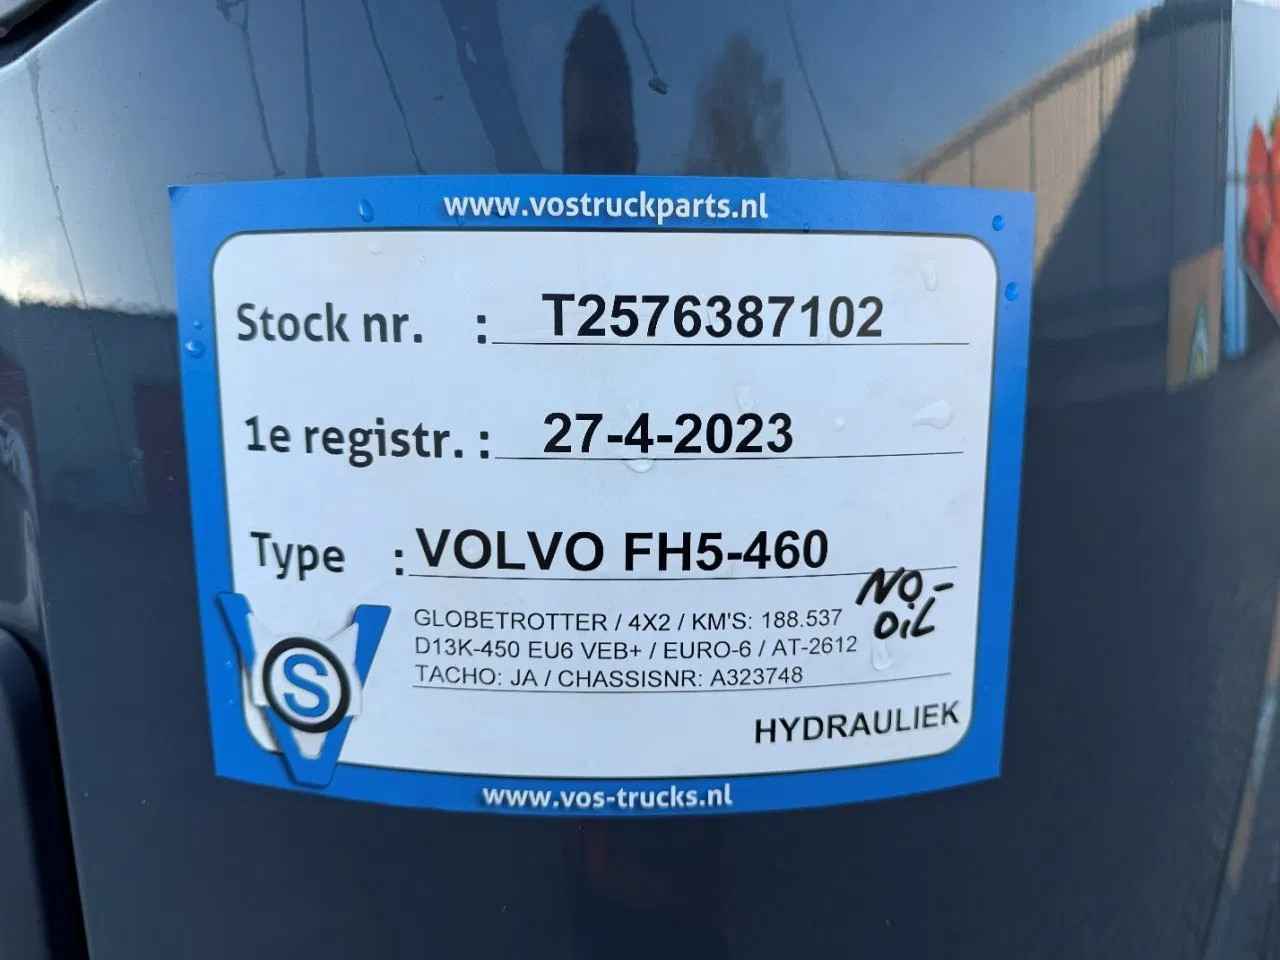 www.vostruckparts.nl
Stock nr. : T2576387102
1e registr. : 27-4-2023
Type : VOLVO FH5-460
NO-
OIL
GLOBETROTTER / 4X2 / KM'S: 188.537
D13K-450 EU6 VEB+ / EURO-6 / AT-2612
TACHO: JA / CHASSISNR: A323748
VS
HYDRAULIEK
www.vos-trucks.nl